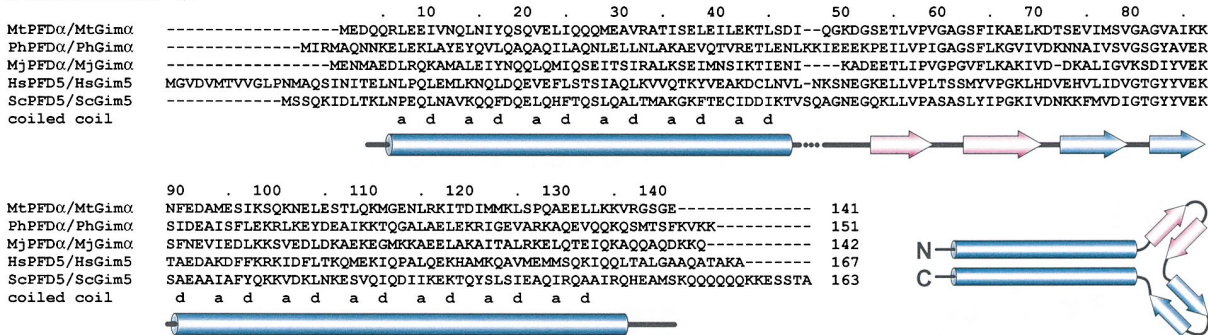 . 10 . 20 . 30 . 40 . 50 . 60 . 70 . 80 .
MtPFDα/MtGimα ---------------------------MEDQQRLEEIVNQLNIYQSQVELIQQQMEAVRATISELEILEKTLSDI--QGKDGSETLVPVGAGSFIKAELKDTSEVIMSVGAGVAIKK
PhPFDα/PhGimα ---------------------MIRMAQNNKELEKLAYEYQVLQAQAQILAQNLELLNLAKAEVQTVRETLENLKKIEEEKPEILVPIGAGSFLKGVIVDKNNAIVSVGSGYAVER
MjPFDα/MjGimα --------------------------MENMAEDLRQKAMALEIYNQQLQMIQSEITSIRALKSEIMNSIKTIENI--KADEETLIPVGPGVFLKAKIVD-DKALIGVKSDIYVEK
HsPFD5/HsGim5 MGVDVMTVVGLPNMAQSINITELNLPQLEMLKNQLDQEVEFLSTSIAQLKVVQTKYVEAKDCLNVL-NKSNEGKELLVPLTSSMYVPGKLHDVEHVLIDVGTGYYVEK
ScPFD5/ScGim5 ------------------MSSQKIDLTKLNPEQLNAVKQQFDQELQHFTQSLQALTMAKGKFTECIDDIKTVSQAGNEGQKLLVPASASLYIPGKIVDNKKFMVDIGTGYYVEK
coiled coil a d a d a d a d a d a d
90 . 100 . 110 . 120 . 130 . 140
MtPFDα/MtGimα NFEDAMESIKSQKNELESTLQKMGENLRKITDIMMKLSPQAEELLKKVRGSGE--------------------- 141
PhPFDα/PhGimα SIDEAISFLEKRLKEYDEAIKKTQGALAELEKRIGEVARKAQEVQQKQSMTSFKVKK--------------- 151
MjPFDα/MjGimα SFNEVIEDLKKSVEDLDKAEKEGMKKAEELAKAITALRKELQTEIQKAQQAQDKKQ---------------- 142
HsPFD5/HsGim5 TAEDAKDFFKRKIDFLTKQMEKIQPALQEKHAMKQAVMEMMSQKIQQLTALGAAQATAKA---------- 167
ScPFD5/ScGim5 SAEAAIAFYQKKVDKLNKESVQIQDIIKEKTQYSLSIEAQIRQAAIRQHEAMSKQQQQQQKKESSTA 163
coiled coil d a d a d a d a d a d a d
N
C